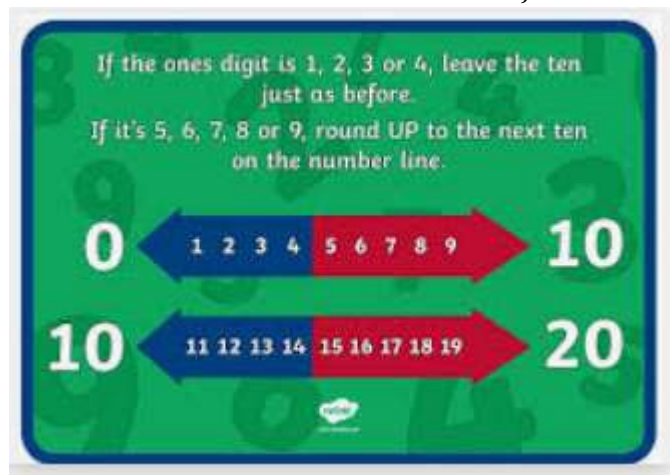 If the ones digit is 1, 2, 3 or 4, leave the ten
just as before.
If it's 5, 6, 7, 8 or 9, round UP to the next ten
on the number line.
0 1 2 3 4 5 6 7 8 9 10
10 11 12 13 14 15 16 17 18 19 20